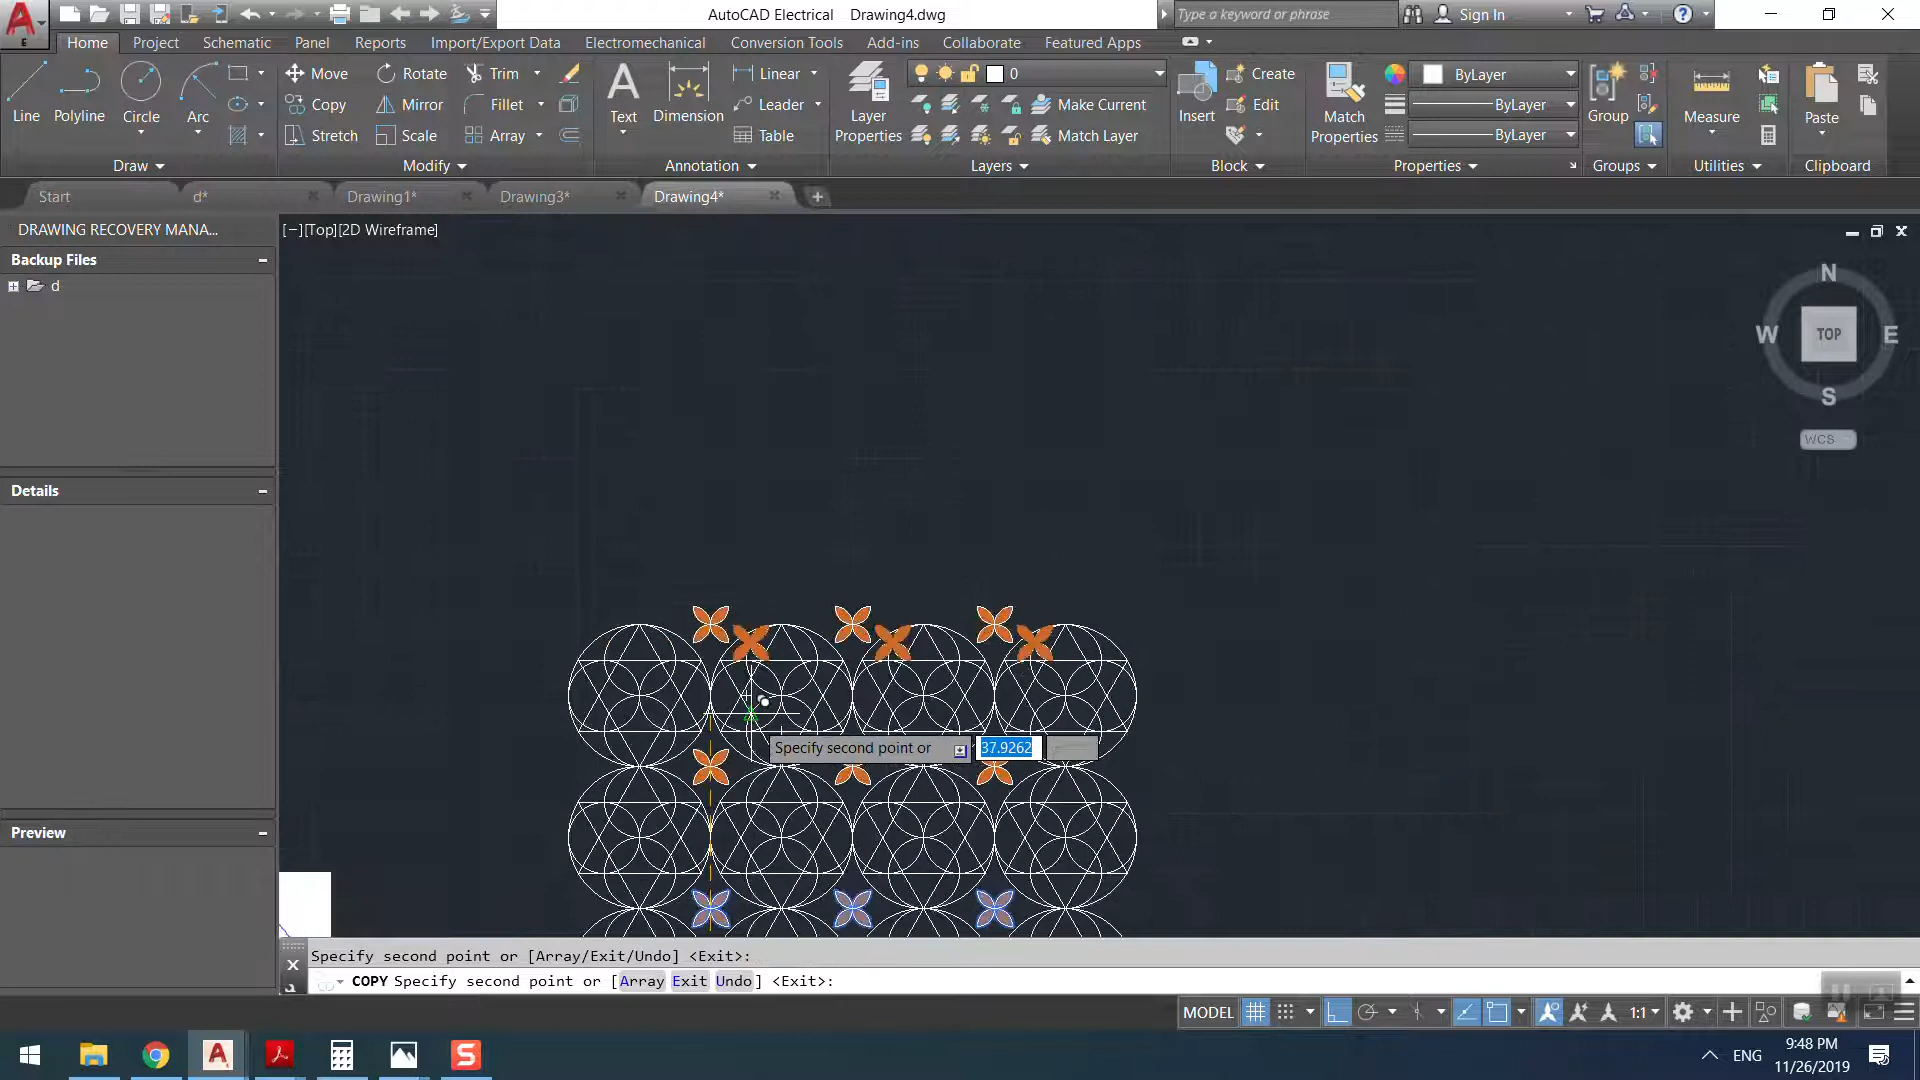 AutoCAD Electrical Drawing4.dwg
Type a keyword or phrase
Sign In
E
Home Project Schematic Panel Reports Import/Export Data Electromechanical Conversion Tools Add-ins Collaborate Featured Apps
Line Polyline Circle Arc
Move Rotate Trim
Copy Mirror Fillet
Stretch Scale Array
Text Dimension
Linear
Leader
Table
Layer Properties
0
Make Current
Match Layer
Insert
Create
Edit
Match Properties
ByLayer
ByLayer
ByLayer
Group
Measure
Paste
Draw Modify Annotation Layers Block Properties Groups Utilities Clipboard
Start d* Drawing1* Drawing3* Drawing4*
DRAWING RECOVERY MANA...
Backup Files
d
Details
Preview
[−][Top][2D Wireframe]
N
W TOP E
S
WCS
Specify second point or 37.9262
Specify second point or [Array/Exit/Undo] <Exit>:
COPY Specify second point or [Array Exit Undo] <Exit>:
MODEL 1:1
ENG
9:48 PM
11/26/2019